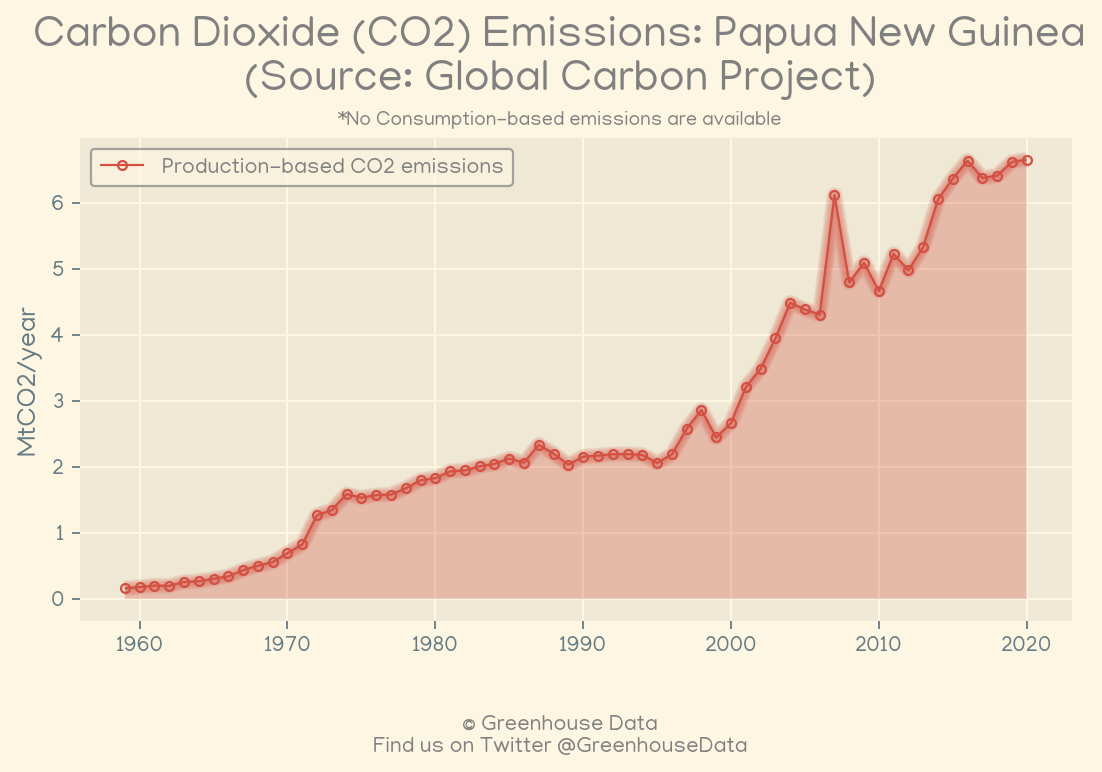 Carbon Dioxide (CO2) Emissions: Papua New Guinea
(Source: Global Carbon Project)
*No Consumption-based emissions are available
Production-based CO2 emissions
MtCO2/year
6
5
4
3
2
1
0
1960 1970 1980 1990 2000 2010 2020
© Greenhouse Data
Find us on Twitter @GreenhouseData